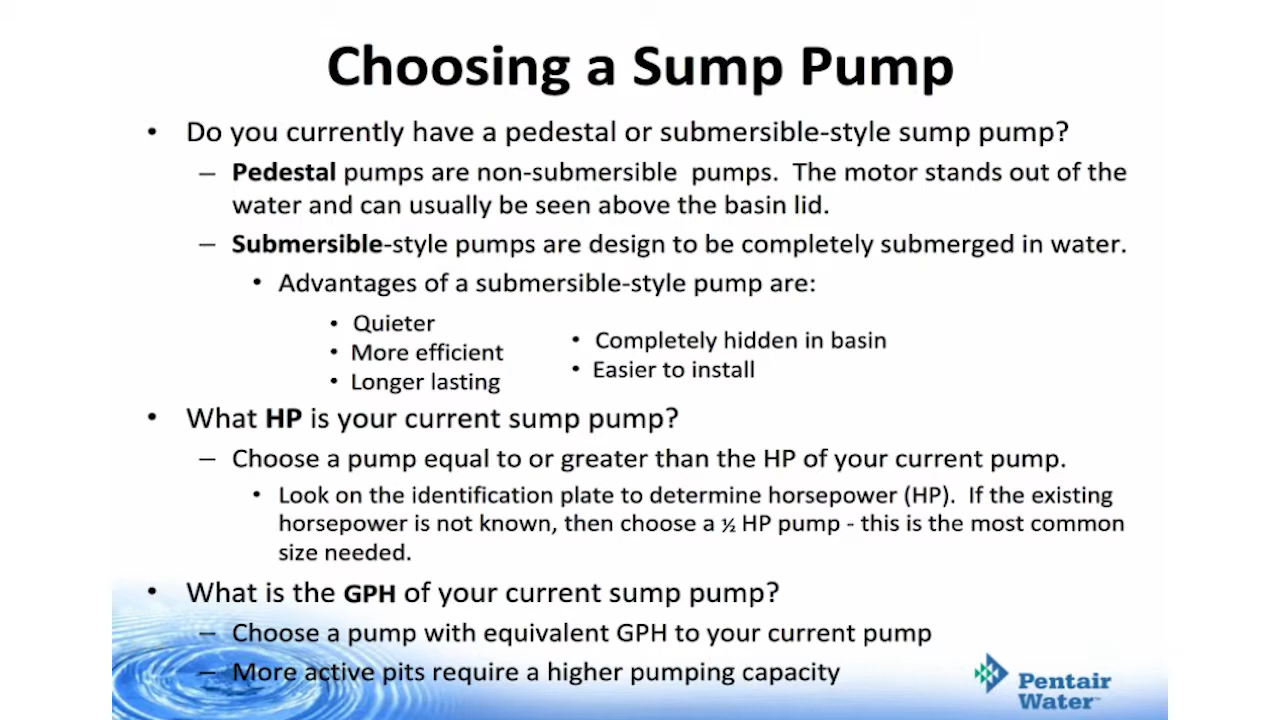 Choosing a Sump Pump
• Do you currently have a pedestal or submersible-style sump pump?
– Pedestal pumps are non-submersible pumps. The motor stands out of the
water and can usually be seen above the basin lid.
– Submersible-style pumps are design to be completely submerged in water.
• Advantages of a submersible-style pump are:
• Quieter
• More efficient
• Longer lasting
• Completely hidden in basin
• Easier to install
• What HP is your current sump pump?
– Choose a pump equal to or greater than the HP of your current pump.
• Look on the identification plate to determine horsepower (HP). If the existing
horsepower is not known, then choose a ½ HP pump - this is the most common
size needed.
• What is the GPH of your current sump pump?
– Choose a pump with equivalent GPH to your current pump
– More active pits require a higher pumping capacity
Pentair
Water™